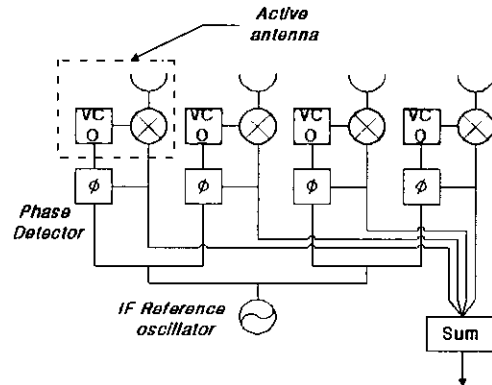 Active
antenna
VC
O
VC
O
VC
O
VC
O
ϕ
ϕ
ϕ
ϕ
Phase
Detector
IF Reference
oscillator
Sum